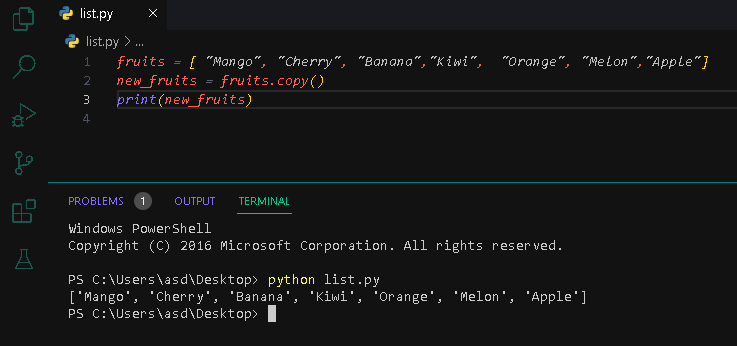 list.py
list.py > ...
1 fruits = [ "Mango", "Cherry", "Banana","Kiwi",  "Orange", "Melon","Apple"]
2 new_fruits = fruits.copy()
3 print(new_fruits)
4
PROBLEMS 1 OUTPUT TERMINAL
Windows PowerShell
Copyright (C) 2016 Microsoft Corporation. All rights reserved.
PS C:\Users\asd\Desktop> python list.py
['Mango', 'Cherry', 'Banana', 'Kiwi', 'Orange', 'Melon', 'Apple']
PS C:\Users\asd\Desktop>